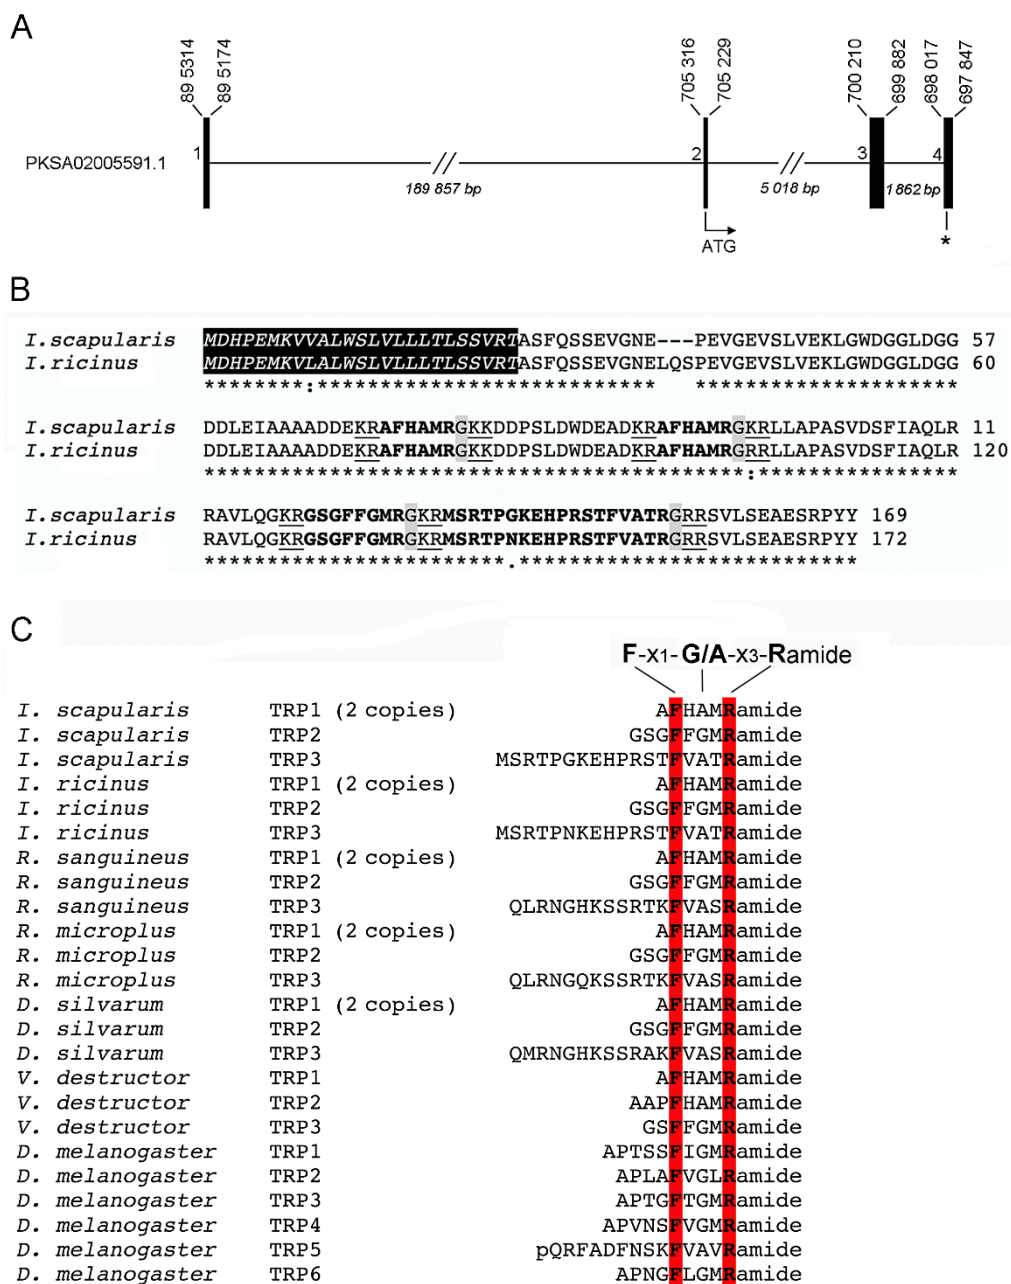 A
89 5314
89 5174
705 316
705 229
700 210
699 882
698 017
697 847
PKSA02005591.1
1
2
3
4
189 857 bp
5 018 bp
1 862 bp
ATG
*
B
I.scapularis MDHPEMKVVALWSLVLLLTLSSVRTASFQSSEVGNE---PEVGEVSLVEKLGWDGGLDGG 57
I.ricinus MDHPEMKVLALWSLVLLLTLSSVRTASFQSSEVGNELQSPEVGEVSLVEKLGWDGGLDGG 60
********:*************************** *********************
I.scapularis DDLEIAAAADDEKRAFHAMRGKKDDPSLDWDEADKRAFHAMRGKRLLAPASVDSFIAQLR 11
I.ricinus DDLEIAAAADDEKRAFHAMRGKKDDPSLDWDEADKRAFHAMRGRRLLAPASVDSFIAQLR 120
*******************************************:****************
I.scapularis RAVLQGKRGSGFFGMRGKRMSRTPGKEHPRSTFVATRGRRSVLSEAESRPYY 169
I.ricinus RAVLQGKRGSGFFGMRGKRMSRTPNKEHPRSTFVATRGRRSVLSEAESRPYY 172
************************.***************************
C
F-x1-G/A-x3-Ramide
I. scapularis TRP1 (2 copies) AFHAMRamide
I. scapularis TRP2 GSGFFGMRamide
I. scapularis TRP3 MSRTPGKEHPRSTFVATRamide
I. ricinus TRP1 (2 copies) AFHAMRamide
I. ricinus TRP2 GSGFFGMRamide
I. ricinus TRP3 MSRTPNKEHPRSTFVATRamide
R. sanguineus TRP1 (2 copies) AFHAMRamide
R. sanguineus TRP2 GSGFFGMRamide
R. sanguineus TRP3 QLRNGHKSSRTKFVASRamide
R. microplus TRP1 (2 copies) AFHAMRamide
R. microplus TRP2 GSGFFGMRamide
R. microplus TRP3 QLRNGQKSSRTKFVASRamide
D. silvarum TRP1 (2 copies) AFHAMRamide
D. silvarum TRP2 GSGFFGMRamide
D. silvarum TRP3 QMRNGHKSSRAKFVASRamide
V. destructor TRP1 AFHAMRamide
V. destructor TRP2 AAPFHAMRamide
V. destructor TRP3 GSFFGMRamide
D. melanogaster TRP1 APTSSFIGMRamide
D. melanogaster TRP2 APLAFVGLRamide
D. melanogaster TRP3 APTGFTGMRamide
D. melanogaster TRP4 APVNSFVGMRamide
D. melanogaster TRP5 pQRFADFNSKFVAVRamide
D. melanogaster TRP6 APNGFLGMRamide